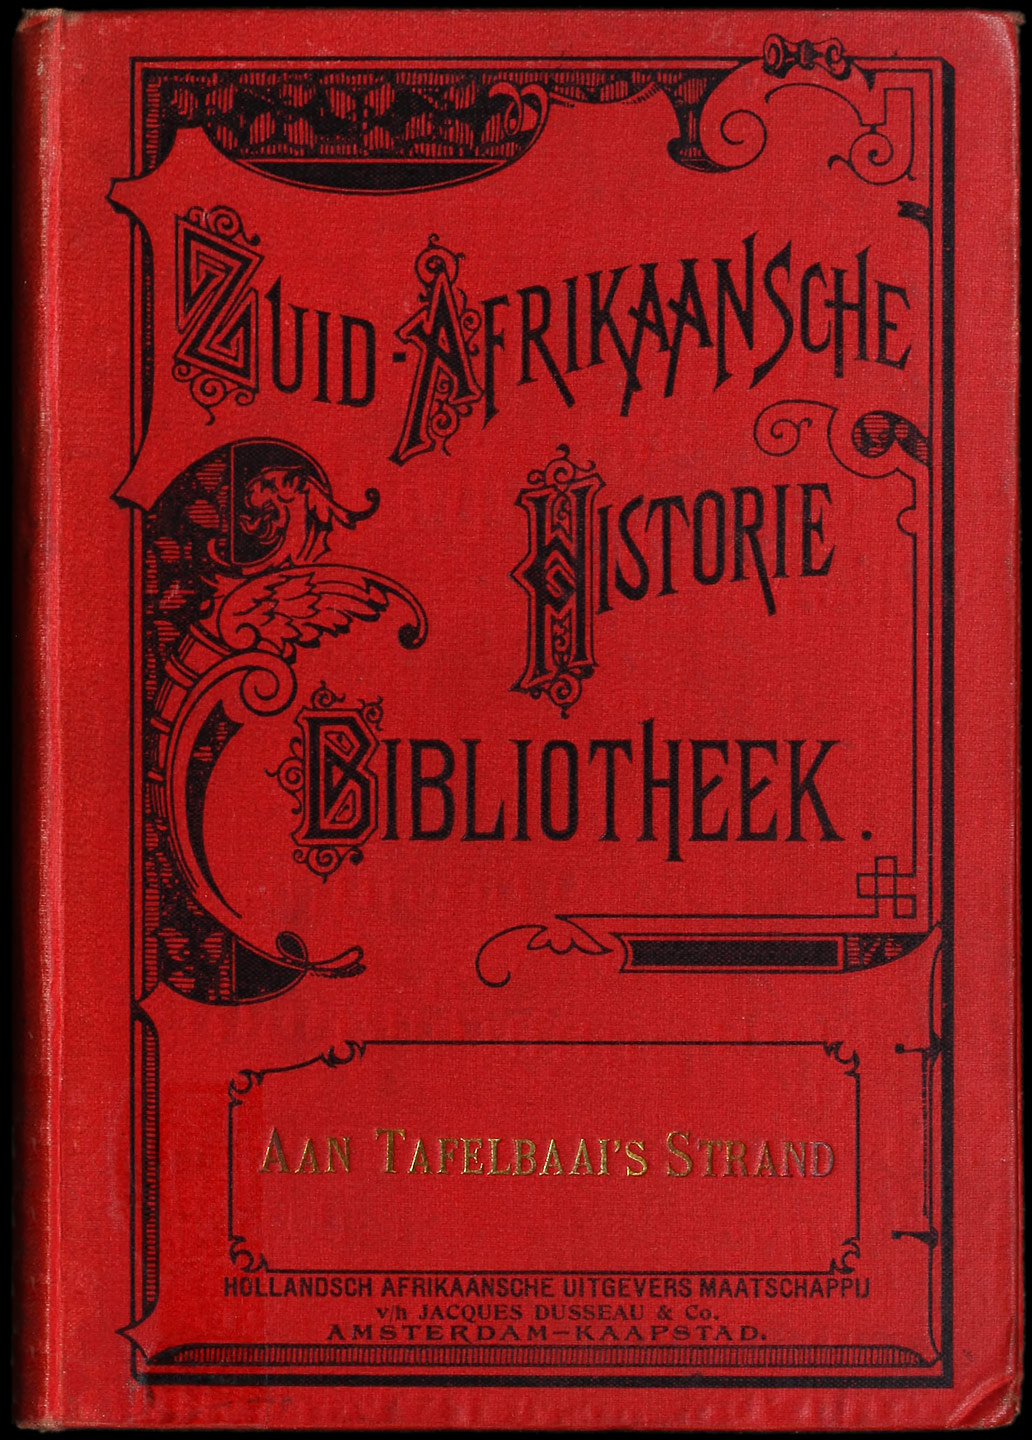 ZUID-AFRIKAANSCHE
HISTORIE
BIBLIOTHEEK.
AAN TAFELBAAI'S STRAND
HOLLANDSCH AFRIKAANSCHE UITGEVERS MAATSCHAPPIJ
v/h JACQUES DUSSEAU & Co.
AMSTERDAM—KAAPSTAD.